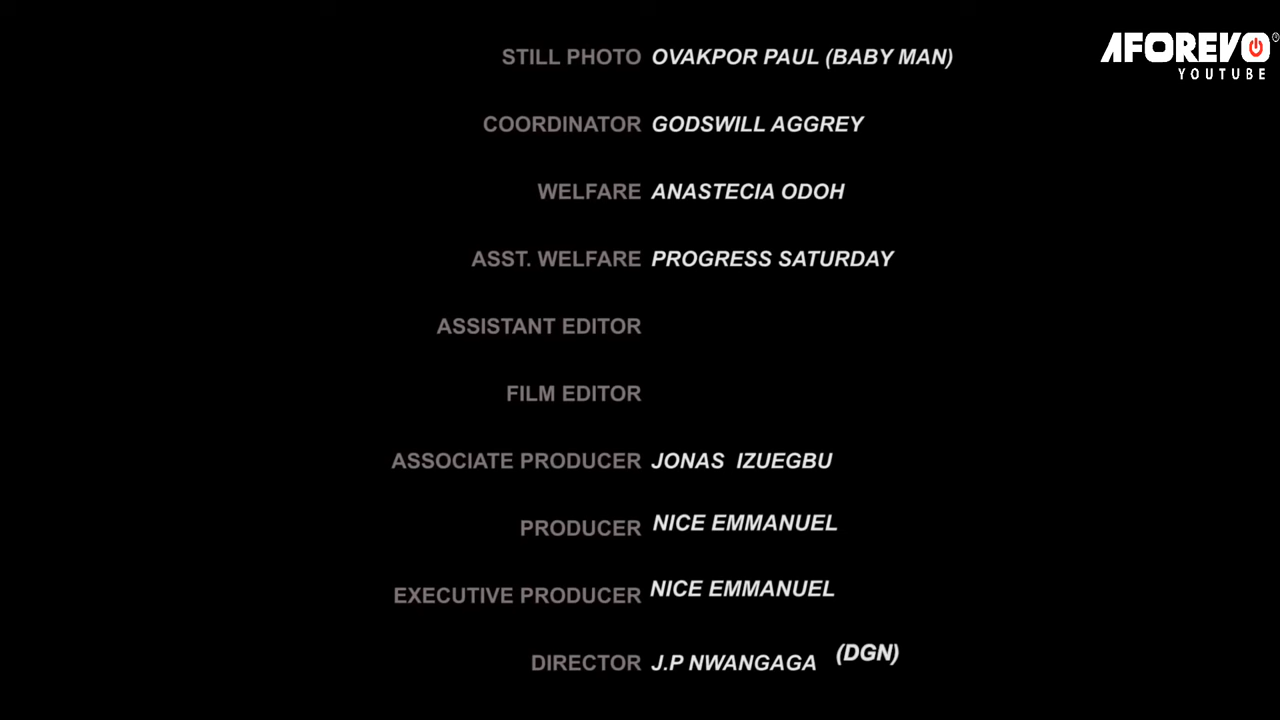 AFOREVO
YOUTUBE
STILL PHOTO OVAKPOR PAUL (BABY MAN)
COORDINATOR GODSWILL AGGREY
WELFARE ANASTECIA ODOH
ASST. WELFARE PROGRESS SATURDAY
ASSISTANT EDITOR
FILM EDITOR
ASSOCIATE PRODUCER JONAS IZUEGBU
PRODUCER NICE EMMANUEL
EXECUTIVE PRODUCER NICE EMMANUEL
DIRECTOR J.P NWANGAGA (DGN)